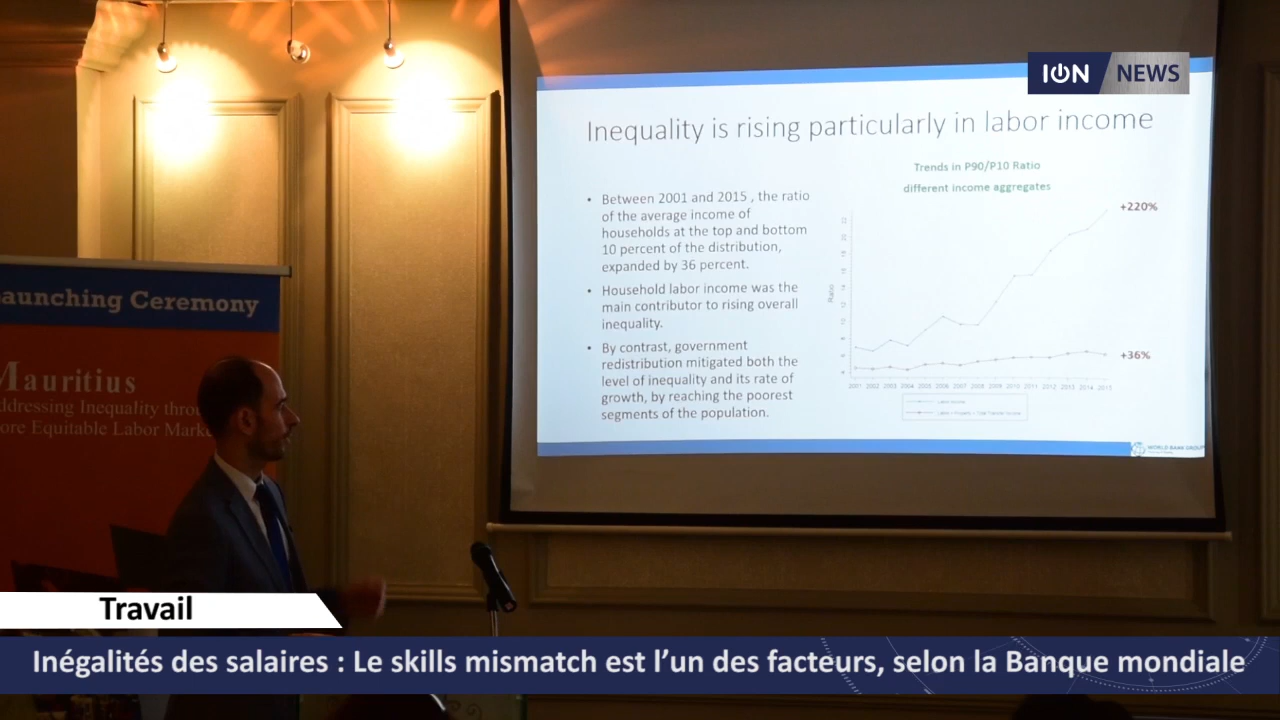 ION NEWS
Inequality is rising particularly in labor income
Trends in P90/P10 Ratio
different income aggregates
• Between 2001 and 2015 , the ratio
of the average income of
households at the top and bottom
10 percent of the distribution,
expanded by 36 percent.
• Household labor income was the
main contributor to rising overall
inequality.
• By contrast, government
redistribution mitigated both the
level of inequality and its rate of
growth, by reaching the poorest
segments of the population.
+220%
+36%
Ratio
2001 2002 2003 2004 2005 2006 2007 2008 2009 2010 2011 2012 2013 2014 2015
WORLD BANK GROUP
aunching Ceremony
Mauritius
ddressing Inequality throu
ore Equitable Labor Marke
Travail
Inégalités des salaires : Le skills mismatch est l’un des facteurs, selon la Banque mondiale